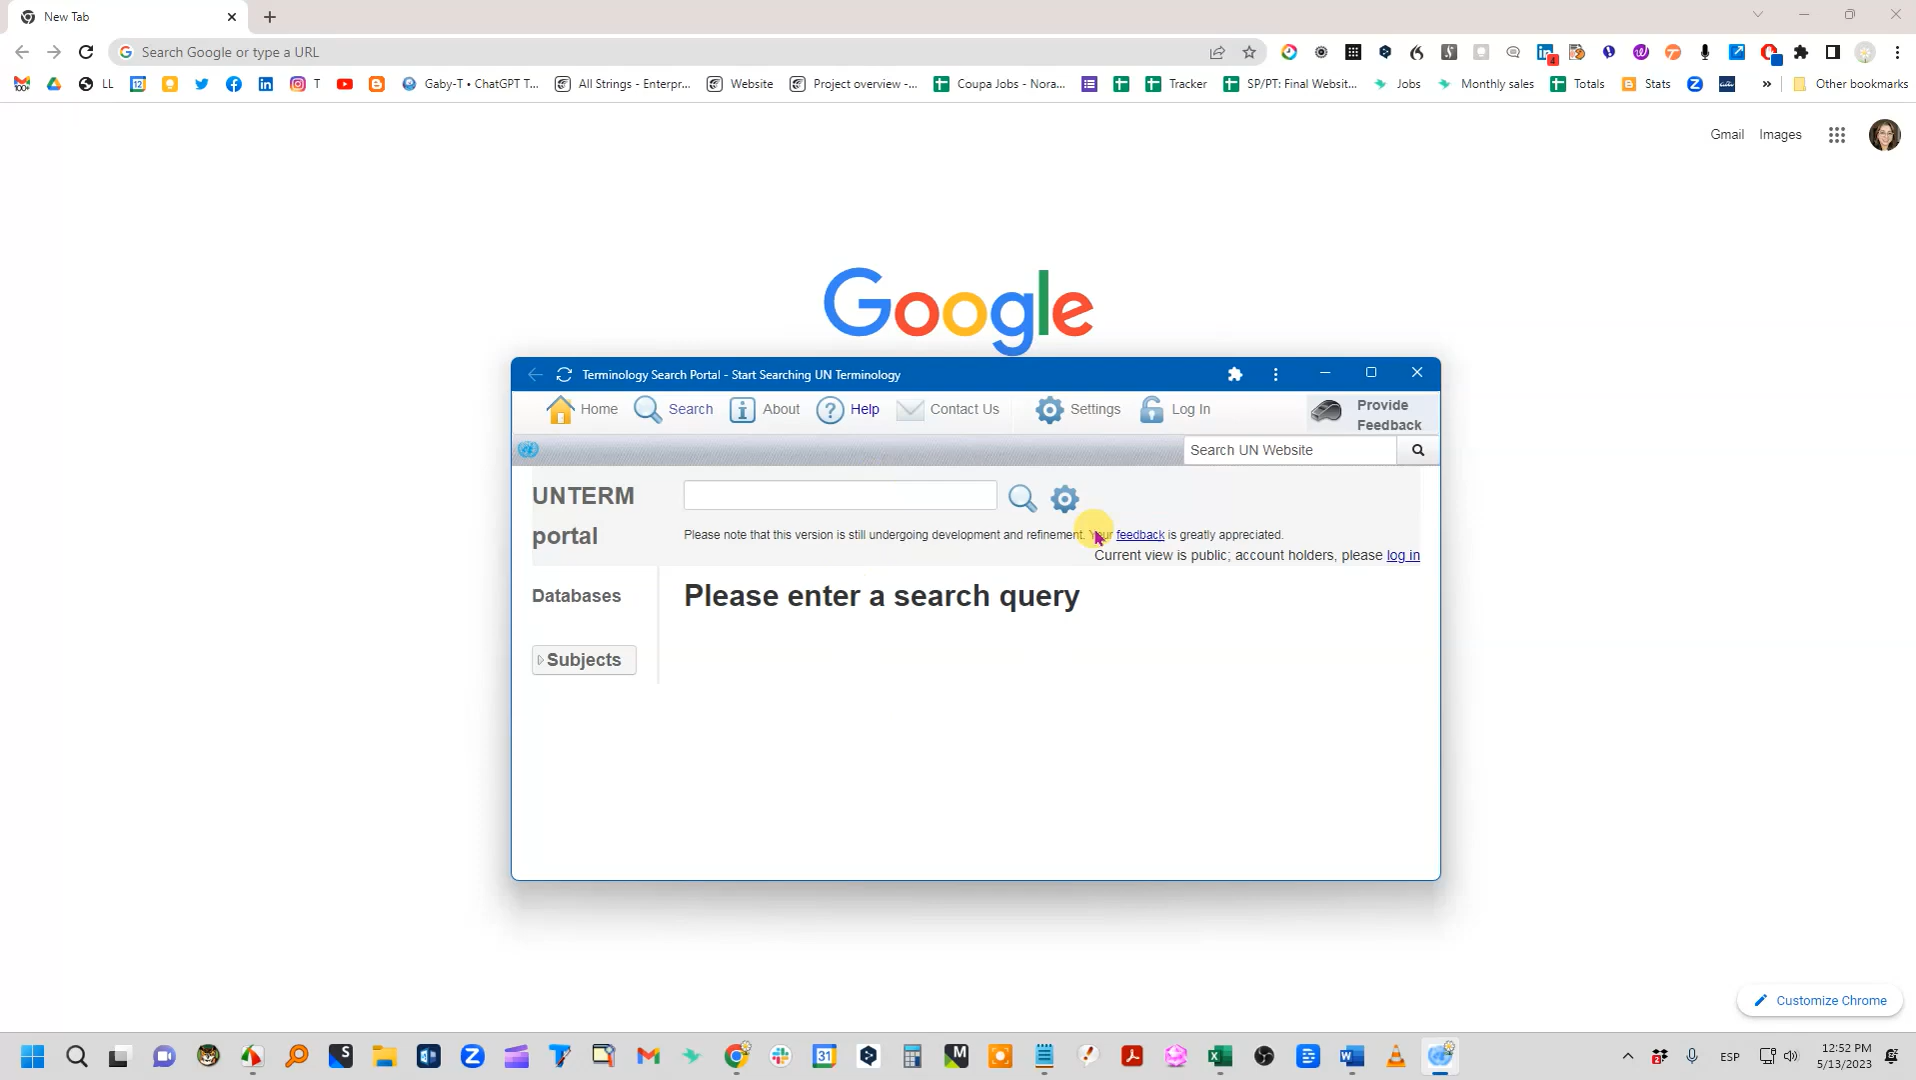 New Tab
Search Google or type a URL
LL
T
Gaby-T • ChatGPT T...
All Strings - Enterpr...
Website
Project overview -...
Coupa Jobs - Nora...
Tracker
SP/PT: Final Websit...
Jobs
Monthly sales
Totals
Stats
Other bookmarks
Gmail
Images
Google
Terminology Search Portal - Start Searching UN Terminology
Home
Search
About
Help
Contact Us
Settings
Log In
Provide
Feedback
Search UN Website
UNTERM
portal
Please note that this version is still undergoing development and refinement. Your feedback is greatly appreciated.
Current view is public; account holders, please log in
Databases
Please enter a search query
Subjects
Customize Chrome
ESP
12:52 PM
5/13/2023